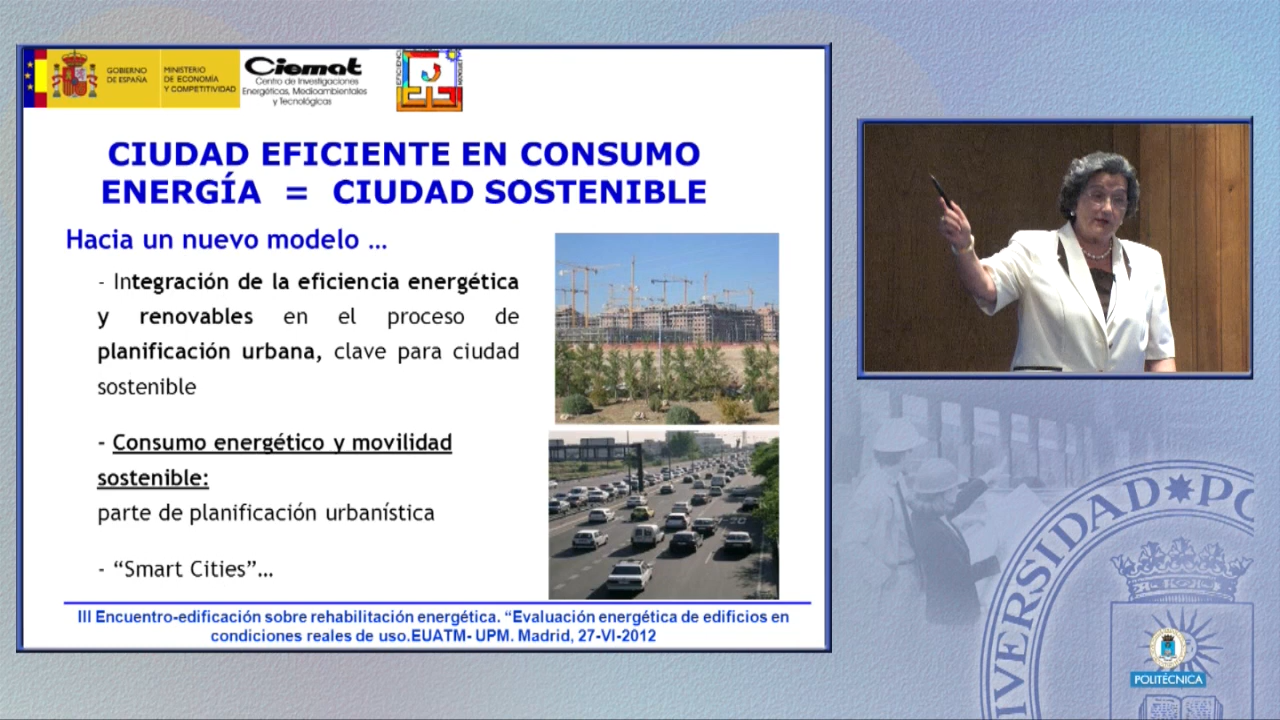 GOBIERNO
DE ESPAÑA
MINISTERIO
DE ECONOMÍA
Y COMPETITIVIDAD
Ciemat
Centro de Investigaciones
Energéticas, Medioambientales
y Tecnológicas
CIUDAD EFICIENTE EN CONSUMO
ENERGÍA = CIUDAD SOSTENIBLE
Hacia un nuevo modelo ...
- Integración de la eficiencia energética
y renovables en el proceso de
planificación urbana, clave para ciudad
sostenible
- Consumo energético y movilidad
sostenible:
parte de planificación urbanística
- “Smart Cities”...
III Encuentro-edificación sobre rehabilitación energética. “Evaluación energética de edificios en
condiciones reales de uso.EUATM- UPM. Madrid, 27-VI-2012
IVERSIDAD PO
POLITÉCNICA